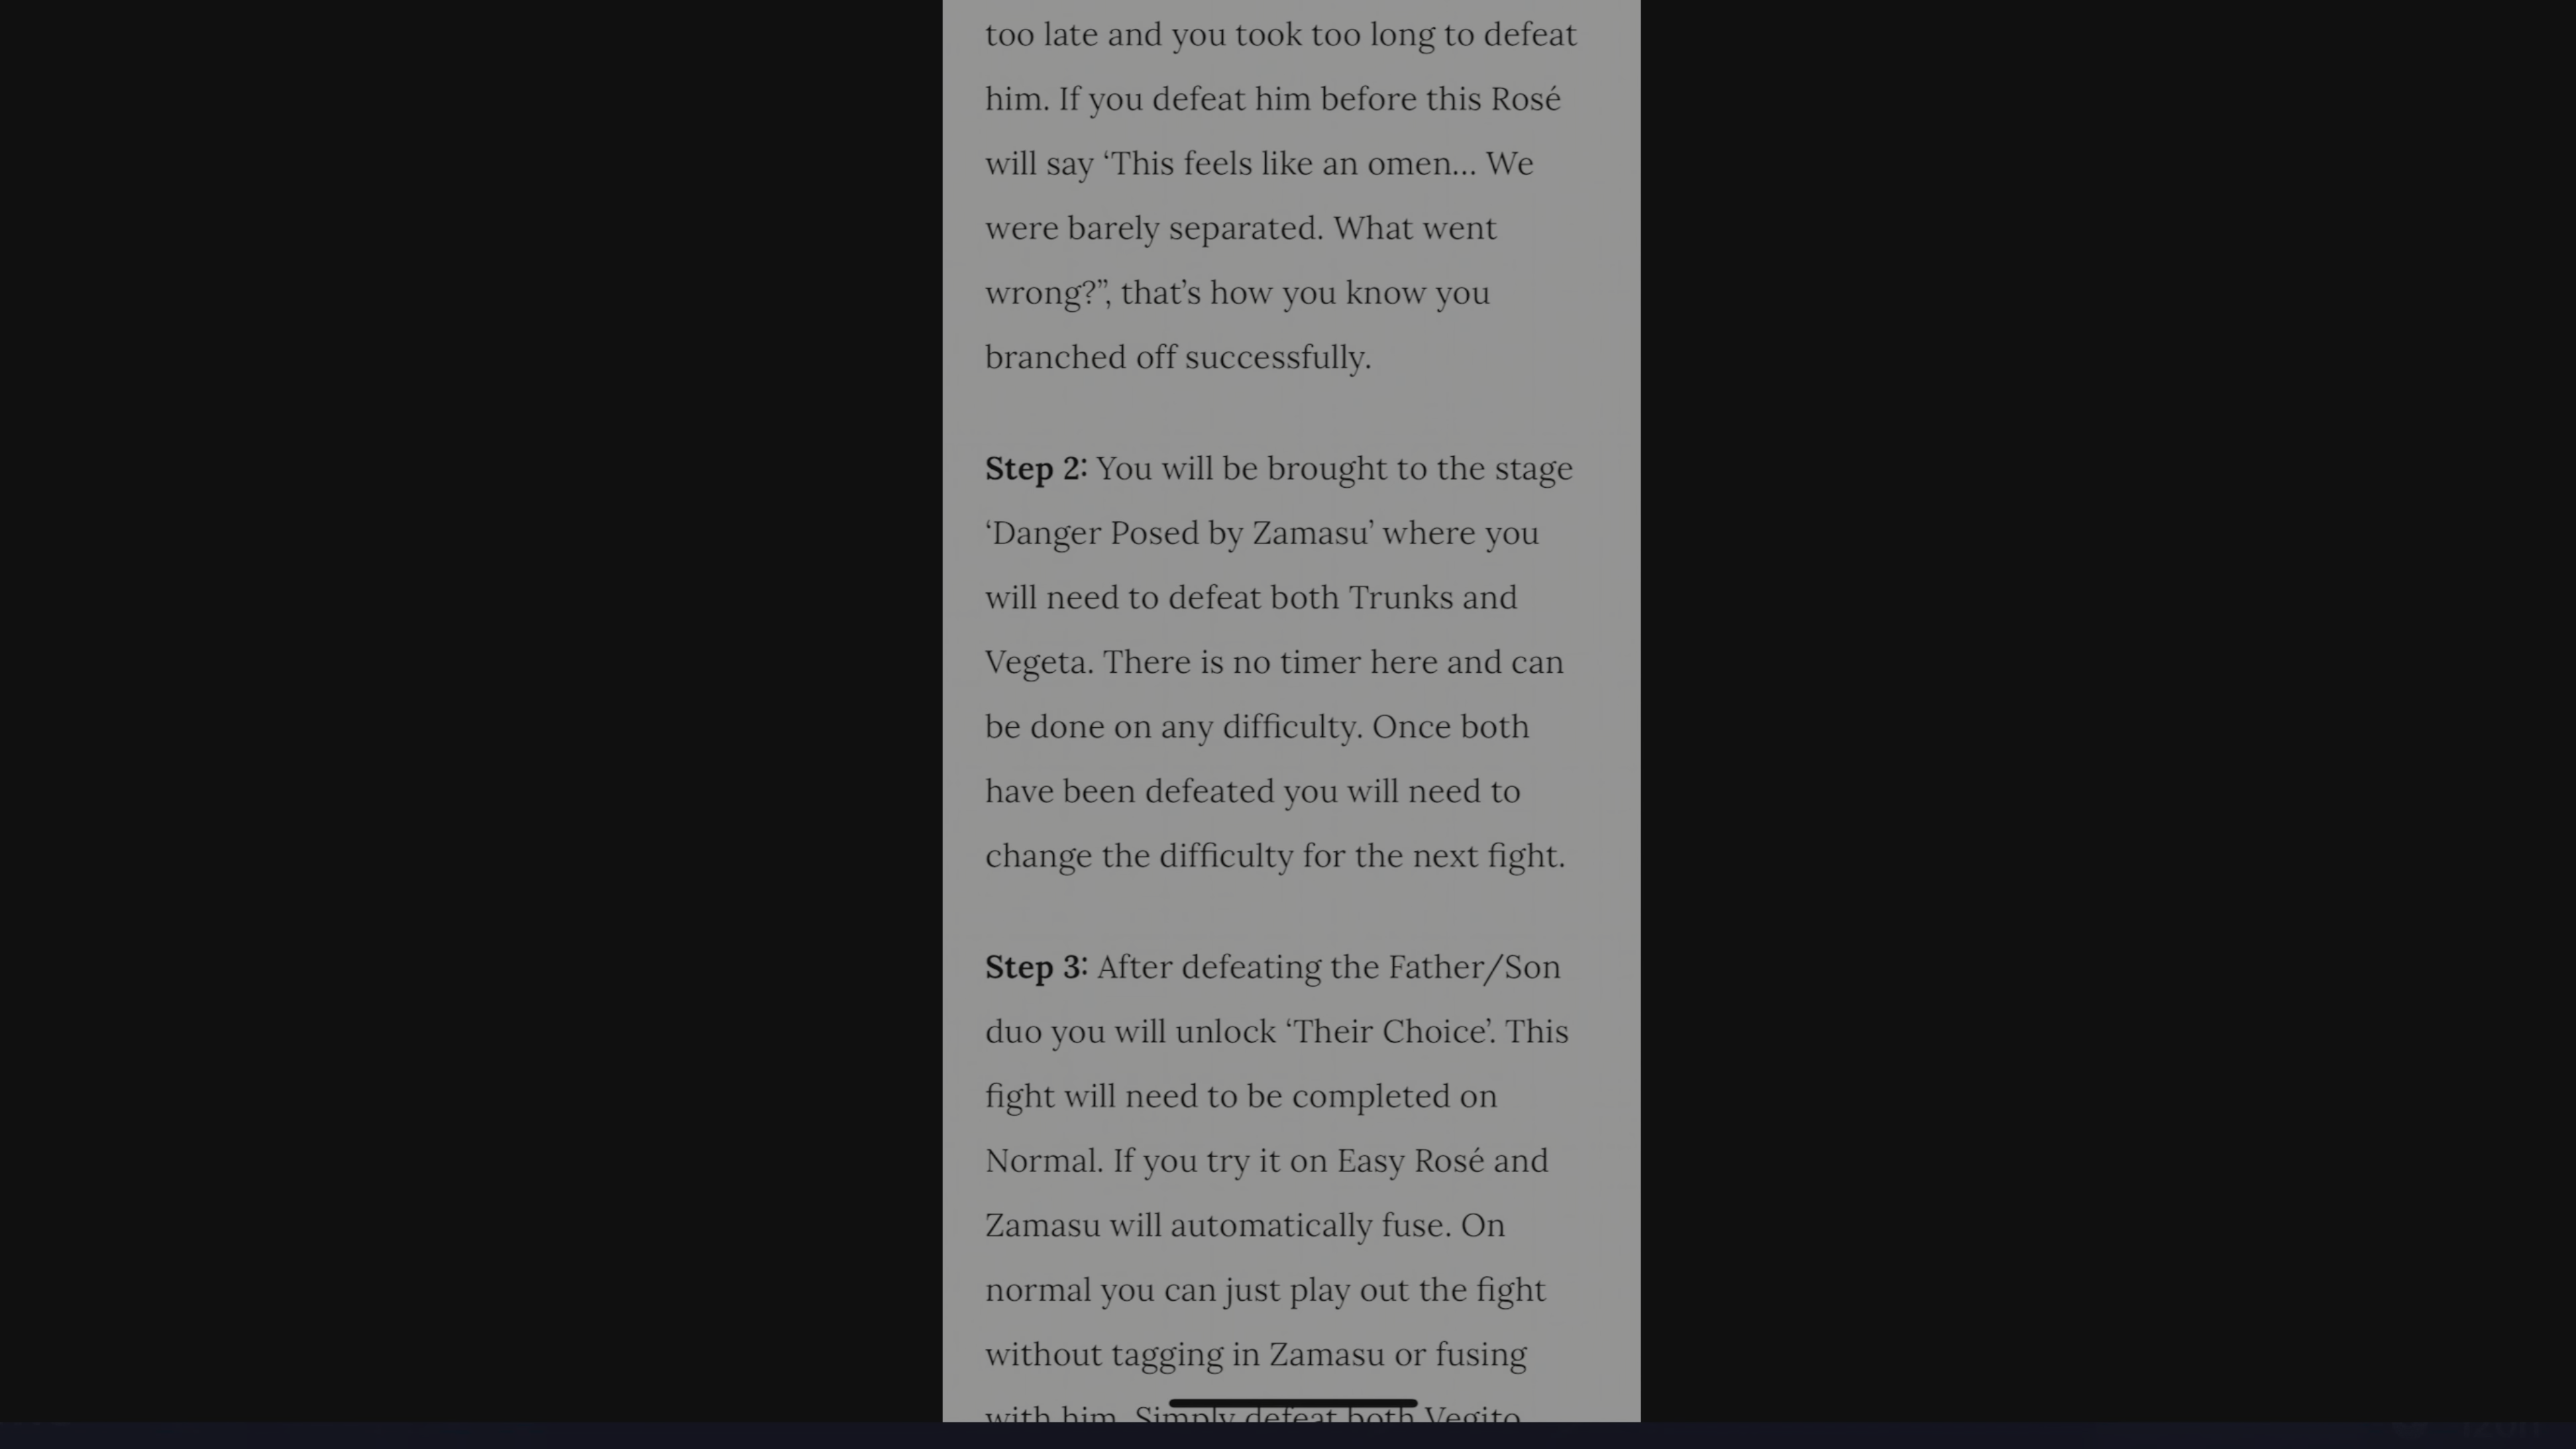 too late and you took too long to defeat
him. If you defeat him before this Rosé
will say ‘This feels like an omen… We
were barely separated. What went
wrong?”, that’s how you know you
branched off successfully.
Step 2: You will be brought to the stage
‘Danger Posed by Zamasu’ where you
will need to defeat both Trunks and
Vegeta. There is no timer here and can
be done on any difficulty. Once both
have been defeated you will need to
change the difficulty for the next fight.
Step 3: After defeating the Father/Son
duo you will unlock ‘Their Choice’. This
fight will need to be completed on
Normal. If you try it on Easy Rosé and
Zamasu will automatically fuse. On
normal you can just play out the fight
without tagging in Zamasu or fusing
with him. Simply defeat both Vegito